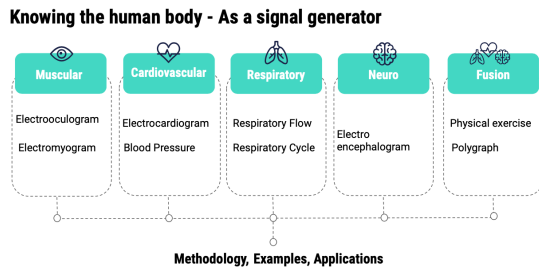 Knowing the human body - As a signal generator
Muscular
Electrooculogram
Electromyogram
Cardiovascular
Electrocardiogram
Blood Pressure
Respiratory
Respiratory Flow
Respiratory Cycle
Neuro
Electro
encephalogram
Fusion
Physical exercise
Polygraph
Methodology, Examples, Applications